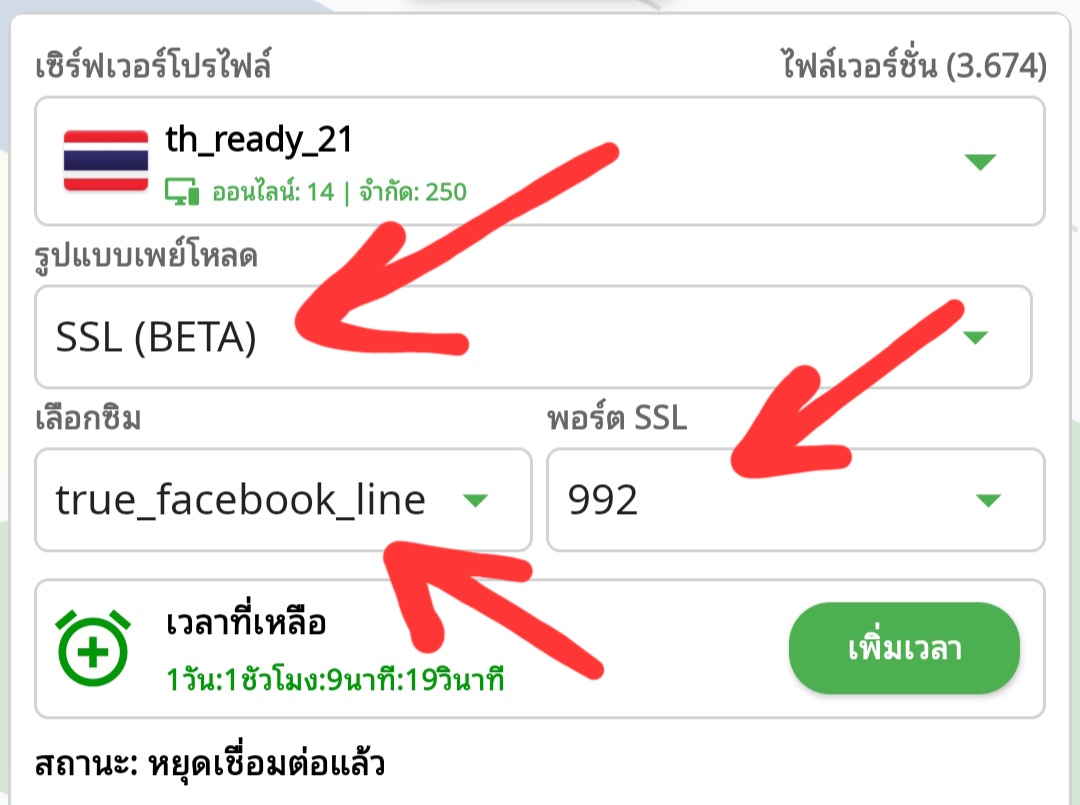 เซิร์ฟเวอร์โปรไฟล์ ไฟล์เวอร์ชั่น (3.674)
th_ready_21
ออนไลน์: 14 | จำกัด: 250
รูปแบบเพย์โหลด
SSL (BETA)
เลือกซิม พอร์ต SSL
true_facebook_line 992
เวลาที่เหลือ
1วัน:1ชัวโมง:9นาที:19วินาที
เพิ่มเวลา
สถานะ: หยุดเชื่อมต่อแล้ว